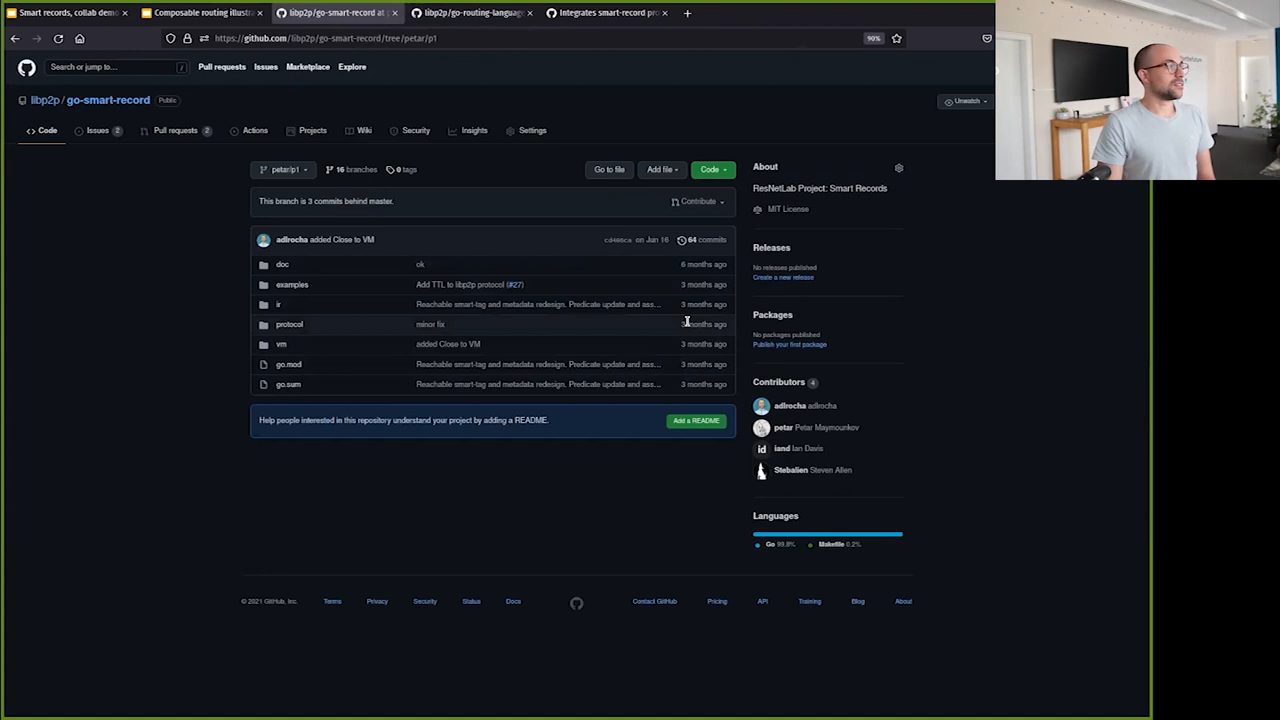 Smart records, collab demo
Composable routing illustra
libp2p/go-smart-record at
libp2p/go-routing-language
Integrates smart-record pro
https://github.com/libp2p/go-smart-record/tree/petar/p1
90%
Search or jump to...
/
Pull requests
Issues
Marketplace
Explore
libp2p / go-smart-record
Public
Unwatch
Code
Issues 2
Pull requests 2
Actions
Projects
Wiki
Security
Insights
Settings
petar/p1
16 branches
0 tags
Go to file
Add file
Code
This branch is 3 commits behind master.
Contribute
adlrocha added Close to VM
on Jun 16
64 commits
doc
ok
6 months ago
examples
Add TTL to libp2p protocol (#27)
3 months ago
ir
Reachable smart-tag and metadata redesign. Predicate update and ass...
3 months ago
protocol
minor fix
3 months ago
vm
added Close to VM
3 months ago
go.mod
Reachable smart-tag and metadata redesign. Predicate update and ass...
3 months ago
go.sum
Reachable smart-tag and metadata redesign. Predicate update and ass...
3 months ago
Help people interested in this repository understand your project by adding a README.
Add a README
About
ResNetLab Project: Smart Records
MIT License
Releases
No releases published
Create a new release
Packages
No packages published
Publish your first package
Contributors 4
adlrocha adlrocha
petar Petar Maymounkov
id
iand Ian Davis
Stebalien Steven Allen
Languages
Go 99.8%
Makefile 0.2%
© 2021 GitHub, Inc.
Terms
Privacy
Security
Status
Docs
Contact GitHub
Pricing
API
Training
Blog
About